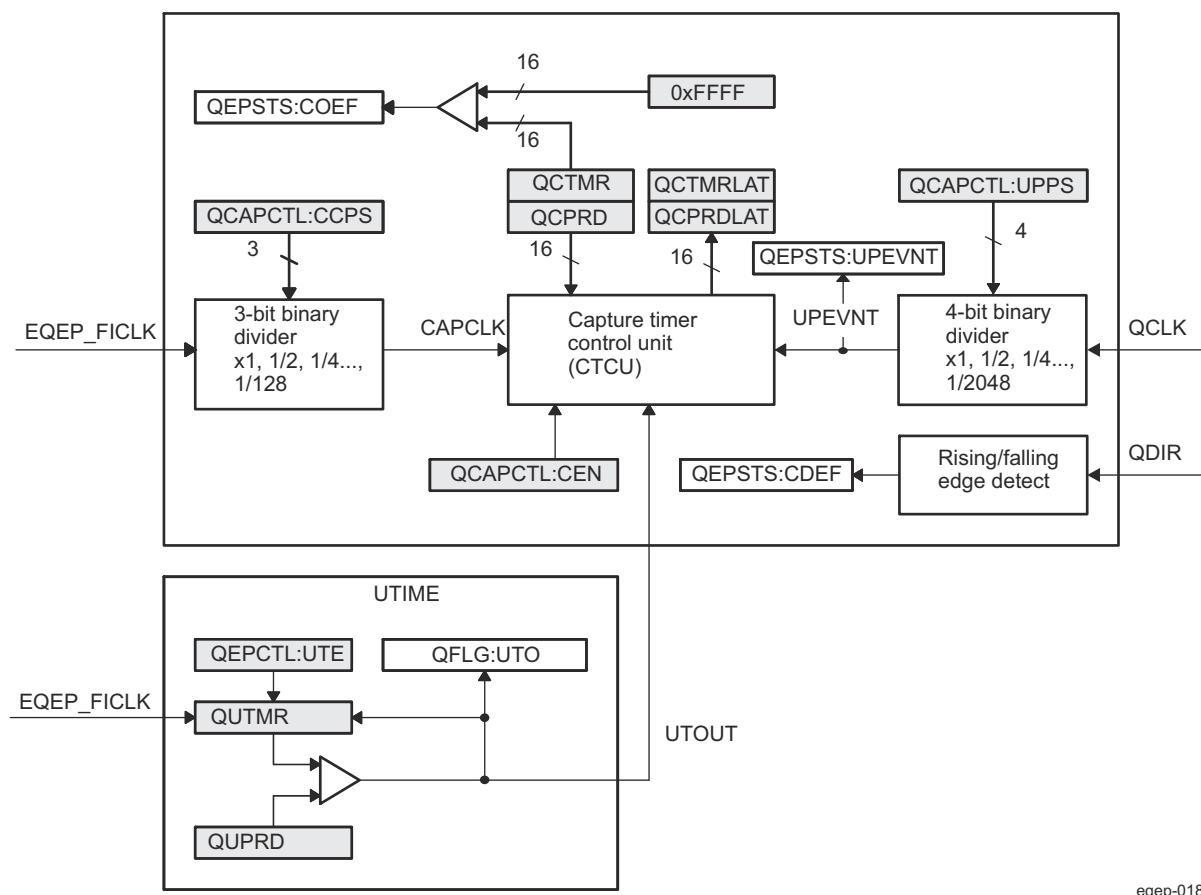 16
0xFFFF
QEPSTS:COEF
16
QCTMR
QCTMRLAT
QCAPCTL:UPPS
QCAPCTL:CCPS
QCPRD
QCPRDLAT
3
16
16
4
QEPSTS:UPEVNT
EQEP_FICLK
3-bit binary
divider
x1, 1/2, 1/4...,
1/128
CAPCLK
Capture timer
control unit
(CTCU)
UPEVNT
4-bit binary
divider
x1, 1/2, 1/4...,
1/2048
QCLK
QCAPCTL:CEN
QEPSTS:CDEF
Rising/falling
edge detect
QDIR
UTIME
QEPCTL:UTE
QFLG:UTO
EQEP_FICLK
QUTMR
UTOUT
QUPRD
eqep-018